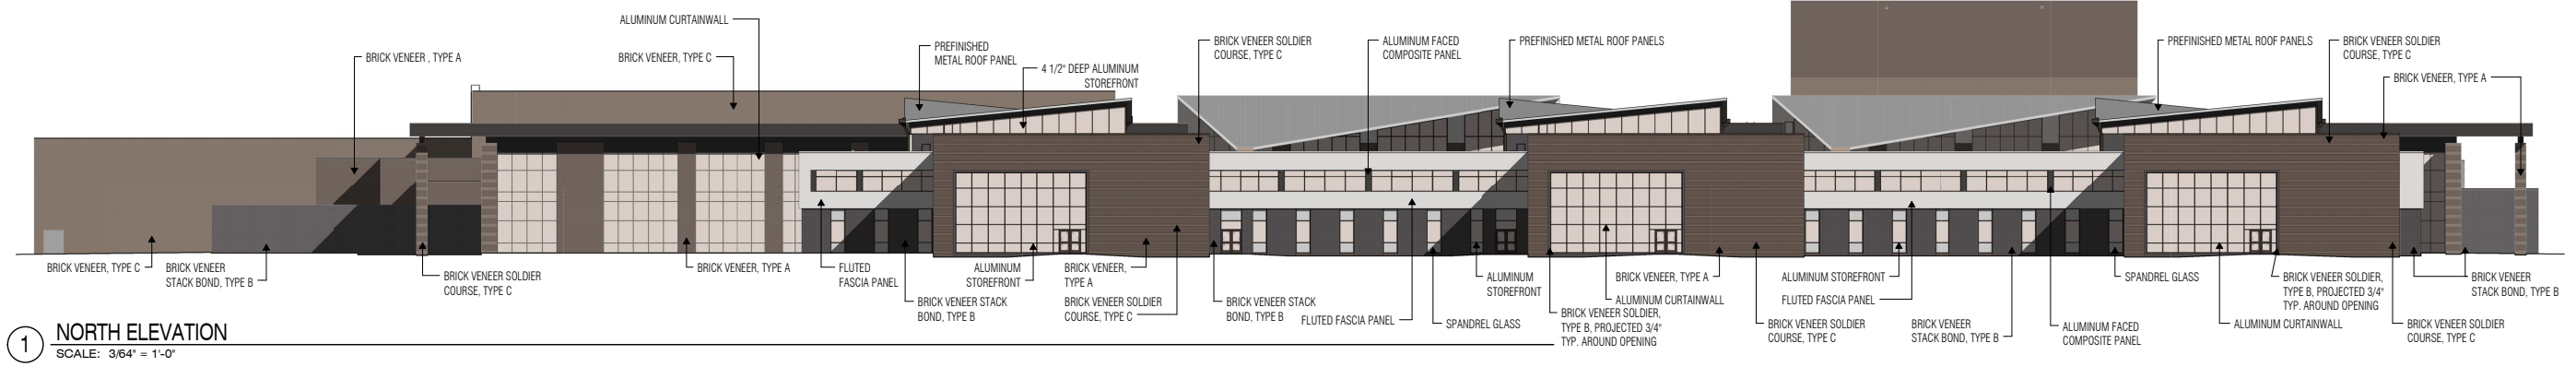 ALUMINUM CURTAINWALL
BRICK VENEER , TYPE A
BRICK VENEER, TYPE C
PREFINISHED
METAL ROOF PANEL
4 1/2" DEEP ALUMINUM
STOREFRONT
BRICK VENEER SOLDIER
COURSE, TYPE C
ALUMINUM FACED
COMPOSITE PANEL
PREFINISHED METAL ROOF PANELS
PREFINISHED METAL ROOF PANELS
BRICK VENEER SOLDIER
COURSE, TYPE C
BRICK VENEER, TYPE A
BRICK VENEER, TYPE C
BRICK VENEER
STACK BOND, TYPE B
BRICK VENEER SOLDIER
COURSE, TYPE C
BRICK VENEER, TYPE A
FLUTED
FASCIA PANEL
BRICK VENEER STACK
BOND, TYPE B
ALUMINUM
STOREFRONT
BRICK VENEER,
TYPE A
BRICK VENEER SOLDIER
COURSE, TYPE C
BRICK VENEER STACK
BOND, TYPE B
FLUTED FASCIA PANEL
SPANDREL GLASS
ALUMINUM
STOREFRONT
BRICK VENEER SOLDIER,
TYPE B, PROJECTED 3/4"
TYP. AROUND OPENING
BRICK VENEER, TYPE A
ALUMINUM CURTAINWALL
BRICK VENEER SOLDIER
COURSE, TYPE C
ALUMINUM STOREFRONT
FLUTED FASCIA PANEL
BRICK VENEER
STACK BOND, TYPE B
ALUMINUM FACED
COMPOSITE PANEL
SPANDREL GLASS
ALUMINUM CURTAINWALL
BRICK VENEER SOLDIER,
TYPE B, PROJECTED 3/4"
TYP. AROUND OPENING
BRICK VENEER SOLDIER
COURSE, TYPE C
BRICK VENEER
STACK BOND, TYPE B
1
NORTH ELEVATION
SCALE: 3/64" = 1'-0"